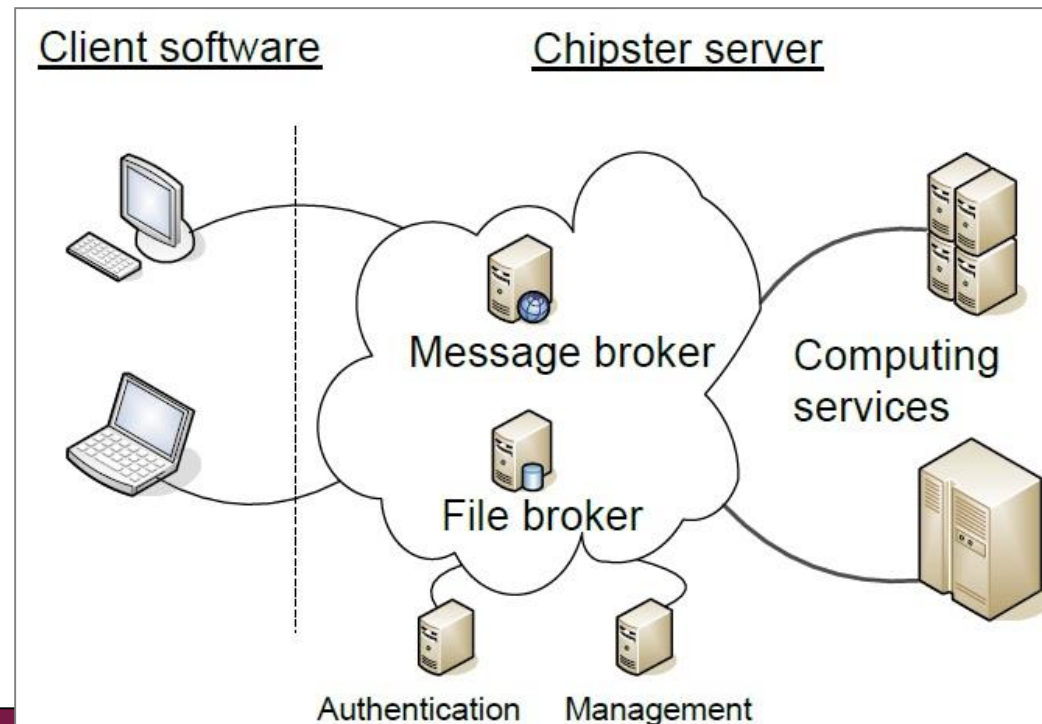 Client software
Chipster server
Message broker
Computing
services
File broker
Authentication
Management